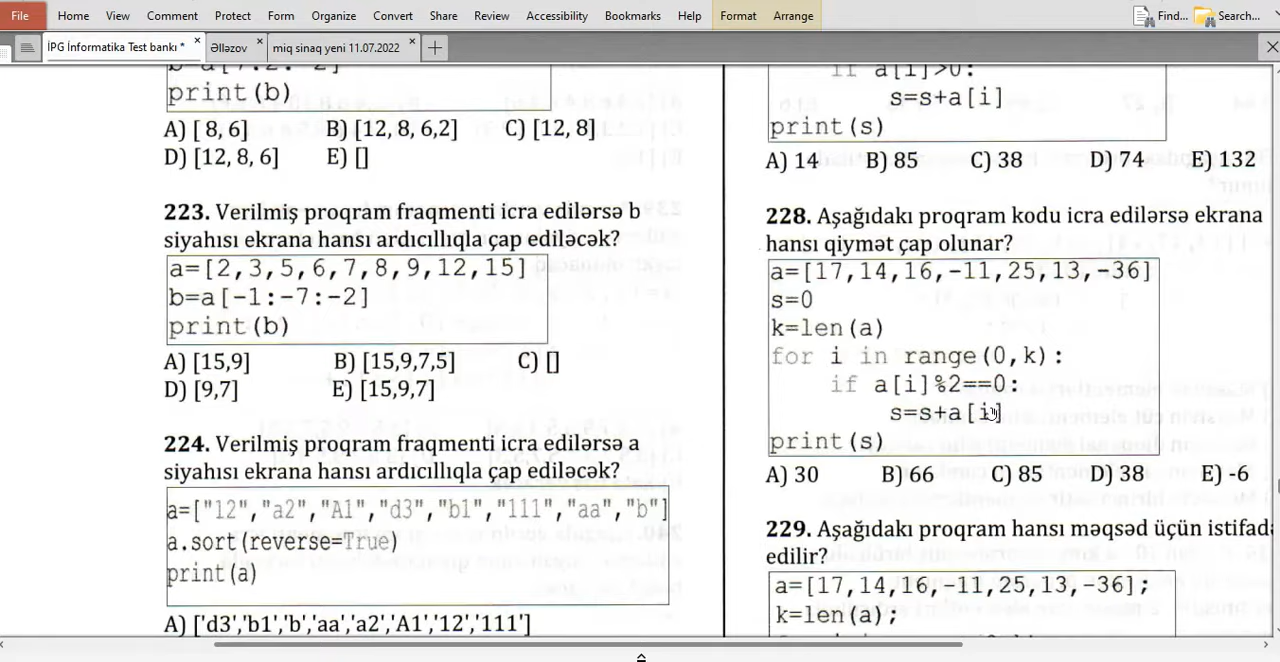 File Home View Comment Protect Form Organize Convert Share Review Accessibility Bookmarks Help Format Arrange Find... Search...
İPG İnformatika Test bankı * Əlləzov miq sinaq yeni 11.07.2022
print(b)
A) [ 8, 6] B) [12, 8, 6,2] C) [12, 8]
D) [12, 8, 6] E) []
223. Verilmiş proqram fraqmenti icra edilərsə b
siyahısı ekrana hansı ardıcıllıqla çap ediləcək?
a=[2,3,5,6,7,8,9,12,15]
b=a[-1:-7:-2]
print(b)
A) [15,9] B) [15,9,7,5] C) []
D) [9,7] E) [15,9,7]
224. Verilmiş proqram fraqmenti icra edilərsə a
siyahısı ekrana hansı ardıcıllıqla çap ediləcək?
a=["12","a2","A1","d3","b1","111","aa","b"]
a.sort(reverse=True)
print(a)
A) ['d3','b1','b','aa','a2','A1','12','111']
if a[i]>0:
s=s+a[i]
print(s)
A) 14 B) 85 C) 38 D) 74 E) 132
228. Aşağıdakı proqram kodu icra edilərsə ekrana
hansı qiymət çap olunar?
a=[17,14,16,-11,25,13,-36]
s=0
k=len(a)
for i in range(0,k):
if a[i]%2==0:
s=s+a[i]
print(s)
A) 30 B) 66 C) 85 D) 38 E) -6
229. Aşağıdakı proqram hansı məqsəd üçün istifadə
edilir?
a=[17,14,16,-11,25,13,-36];
k=len(a);